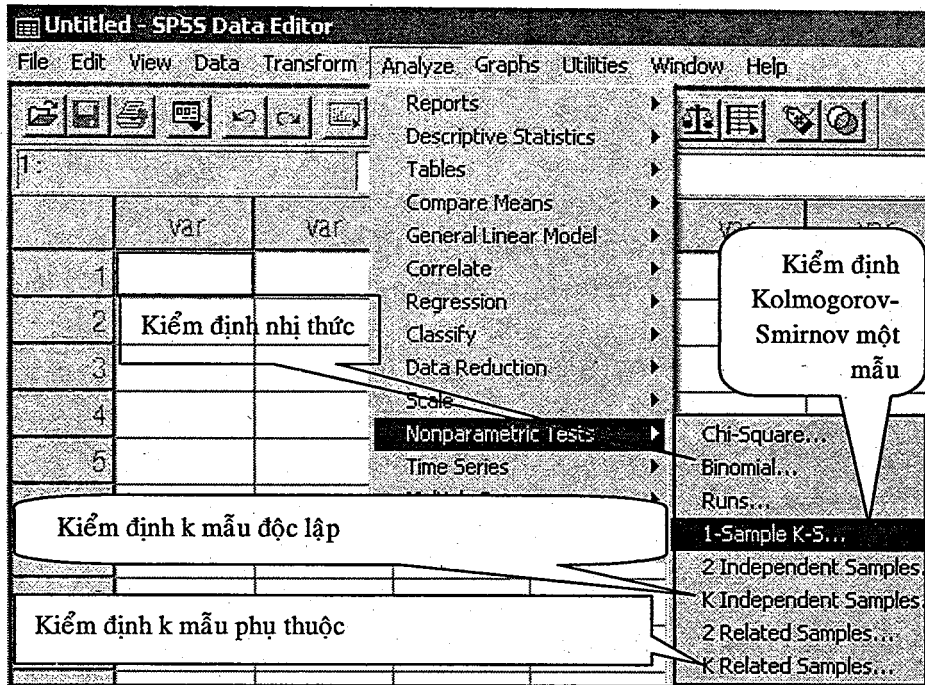 Untitled - SPSS Data Editor
File Edit View Data Transform Analyze Graphs Utilities Window Help
1:
Reports
Descriptive Statistics
Tables
Compare Means
General Linear Model
Correlate
Regression
Classify
Data Reduction
Scale
Nonparametric Tests
Time Series
var var var
1
2
3
4
5
Kiểm định nhị thức
Kiểm định
Kolmogorov-
Smirnov một
mẫu
Kiểm định k mẫu độc lập
Kiểm định k mẫu phụ thuộc
Chi-Square...
Binomial...
Runs...
1-Sample K-S...
2 Independent Samples.
K Independent Samples.
2 Related Samples...
K Related Samples...